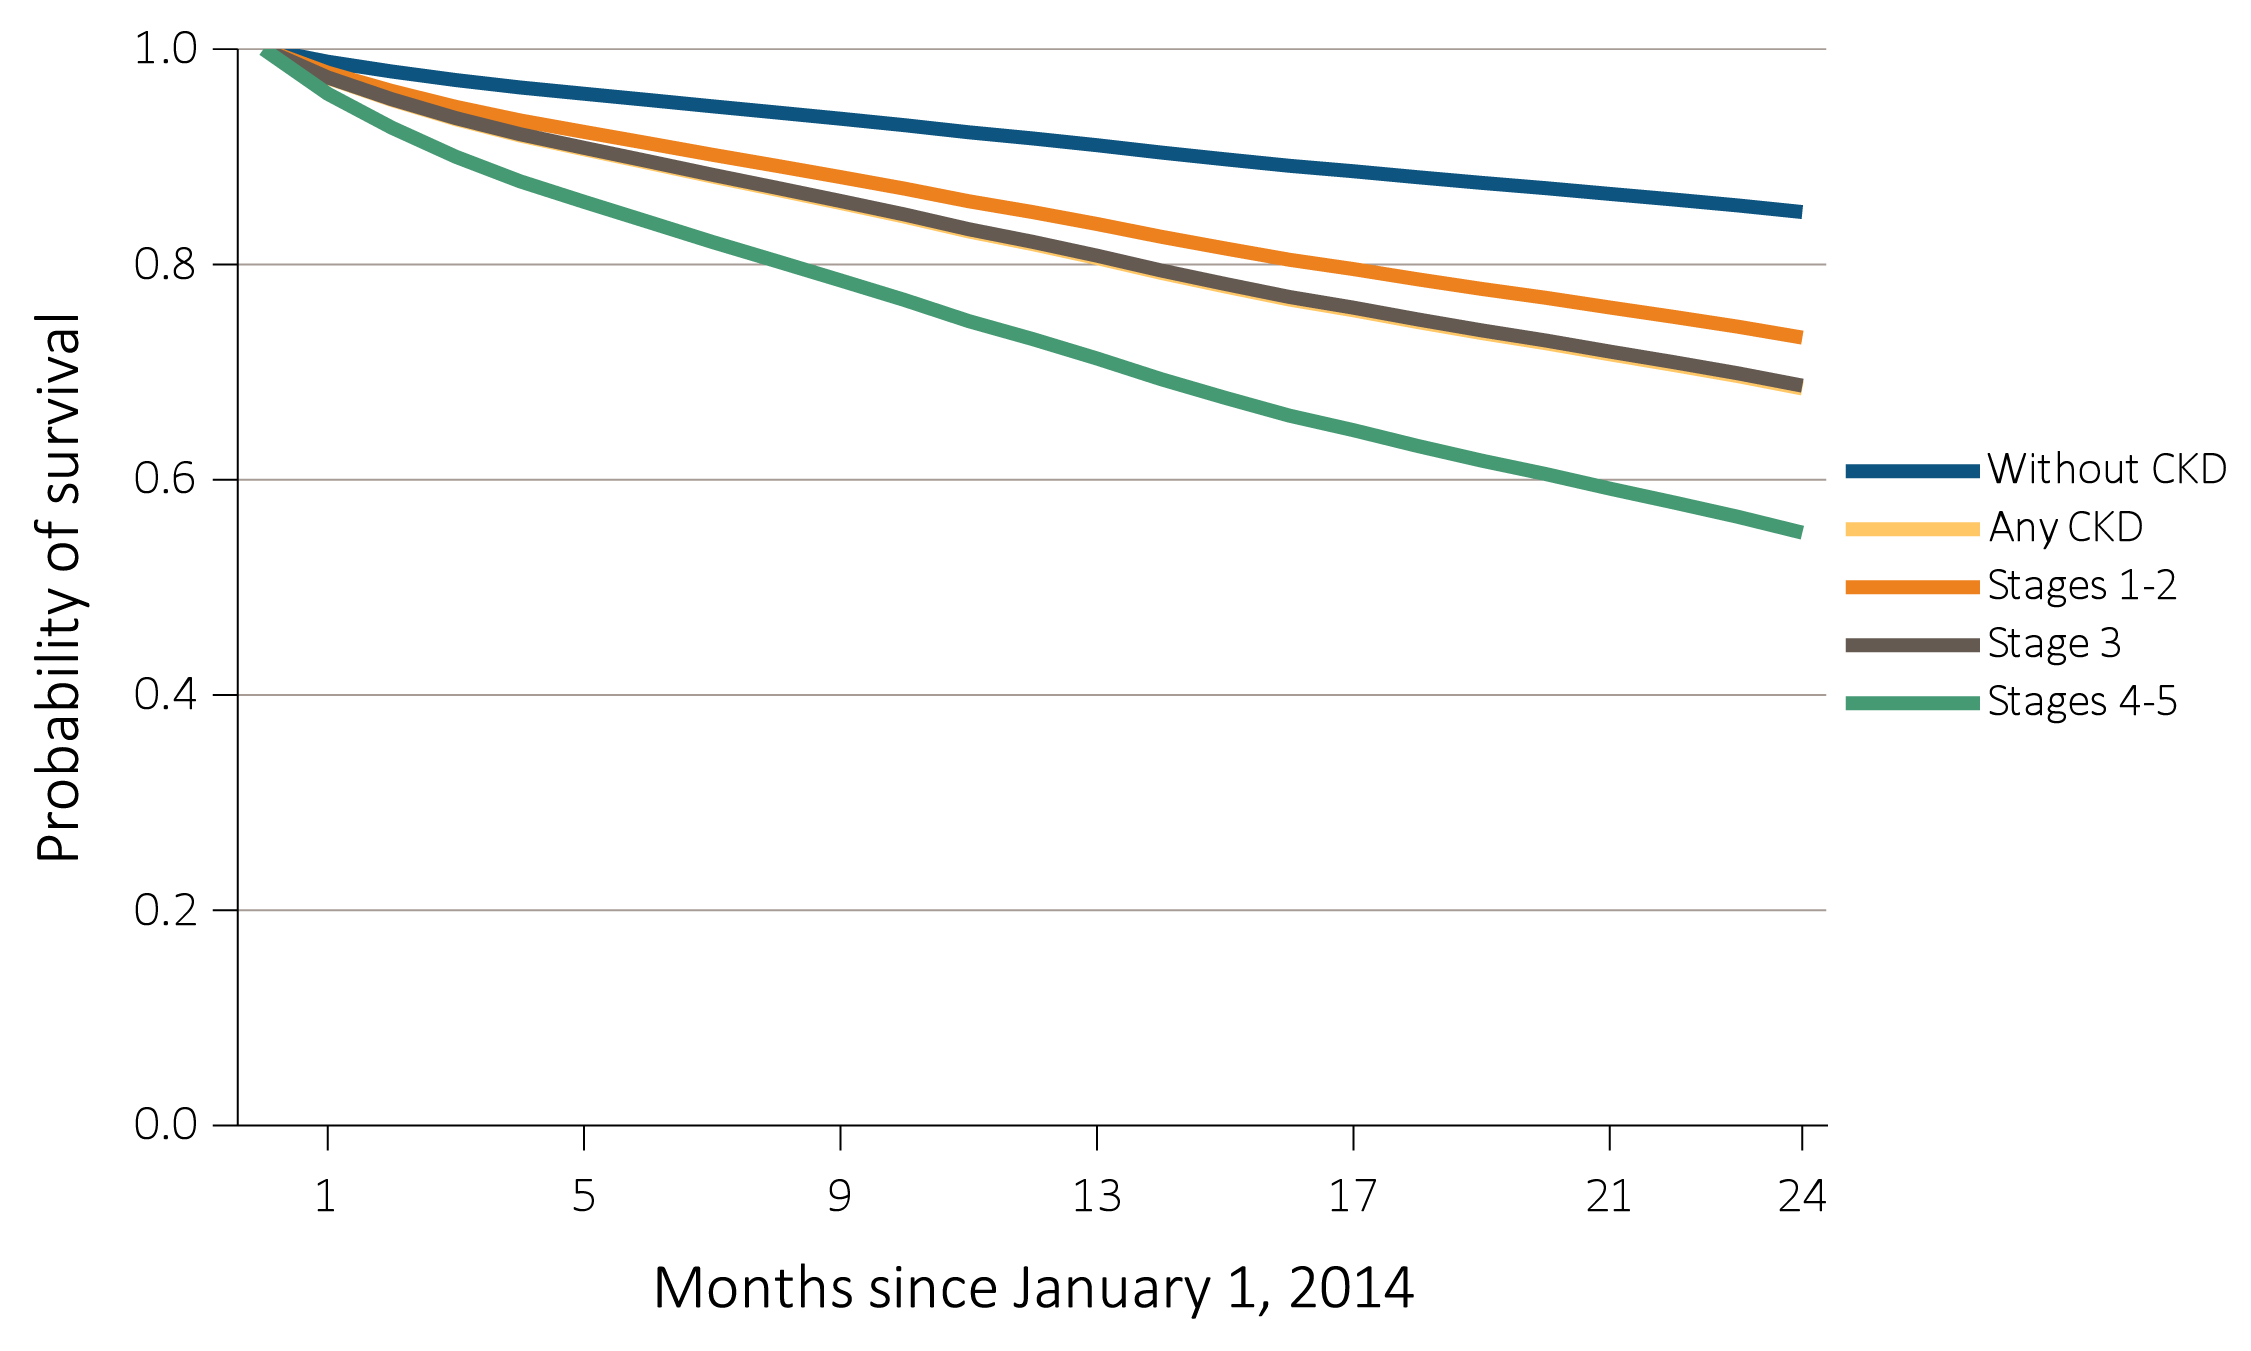 Probability of survival
1.0
0.8
0.6
0.4
0.2
0.0
1 5 9 13 17 21 24
Months since January 1, 2014
Without CKD
Any CKD
Stages 1-2
Stage 3
Stages 4-5